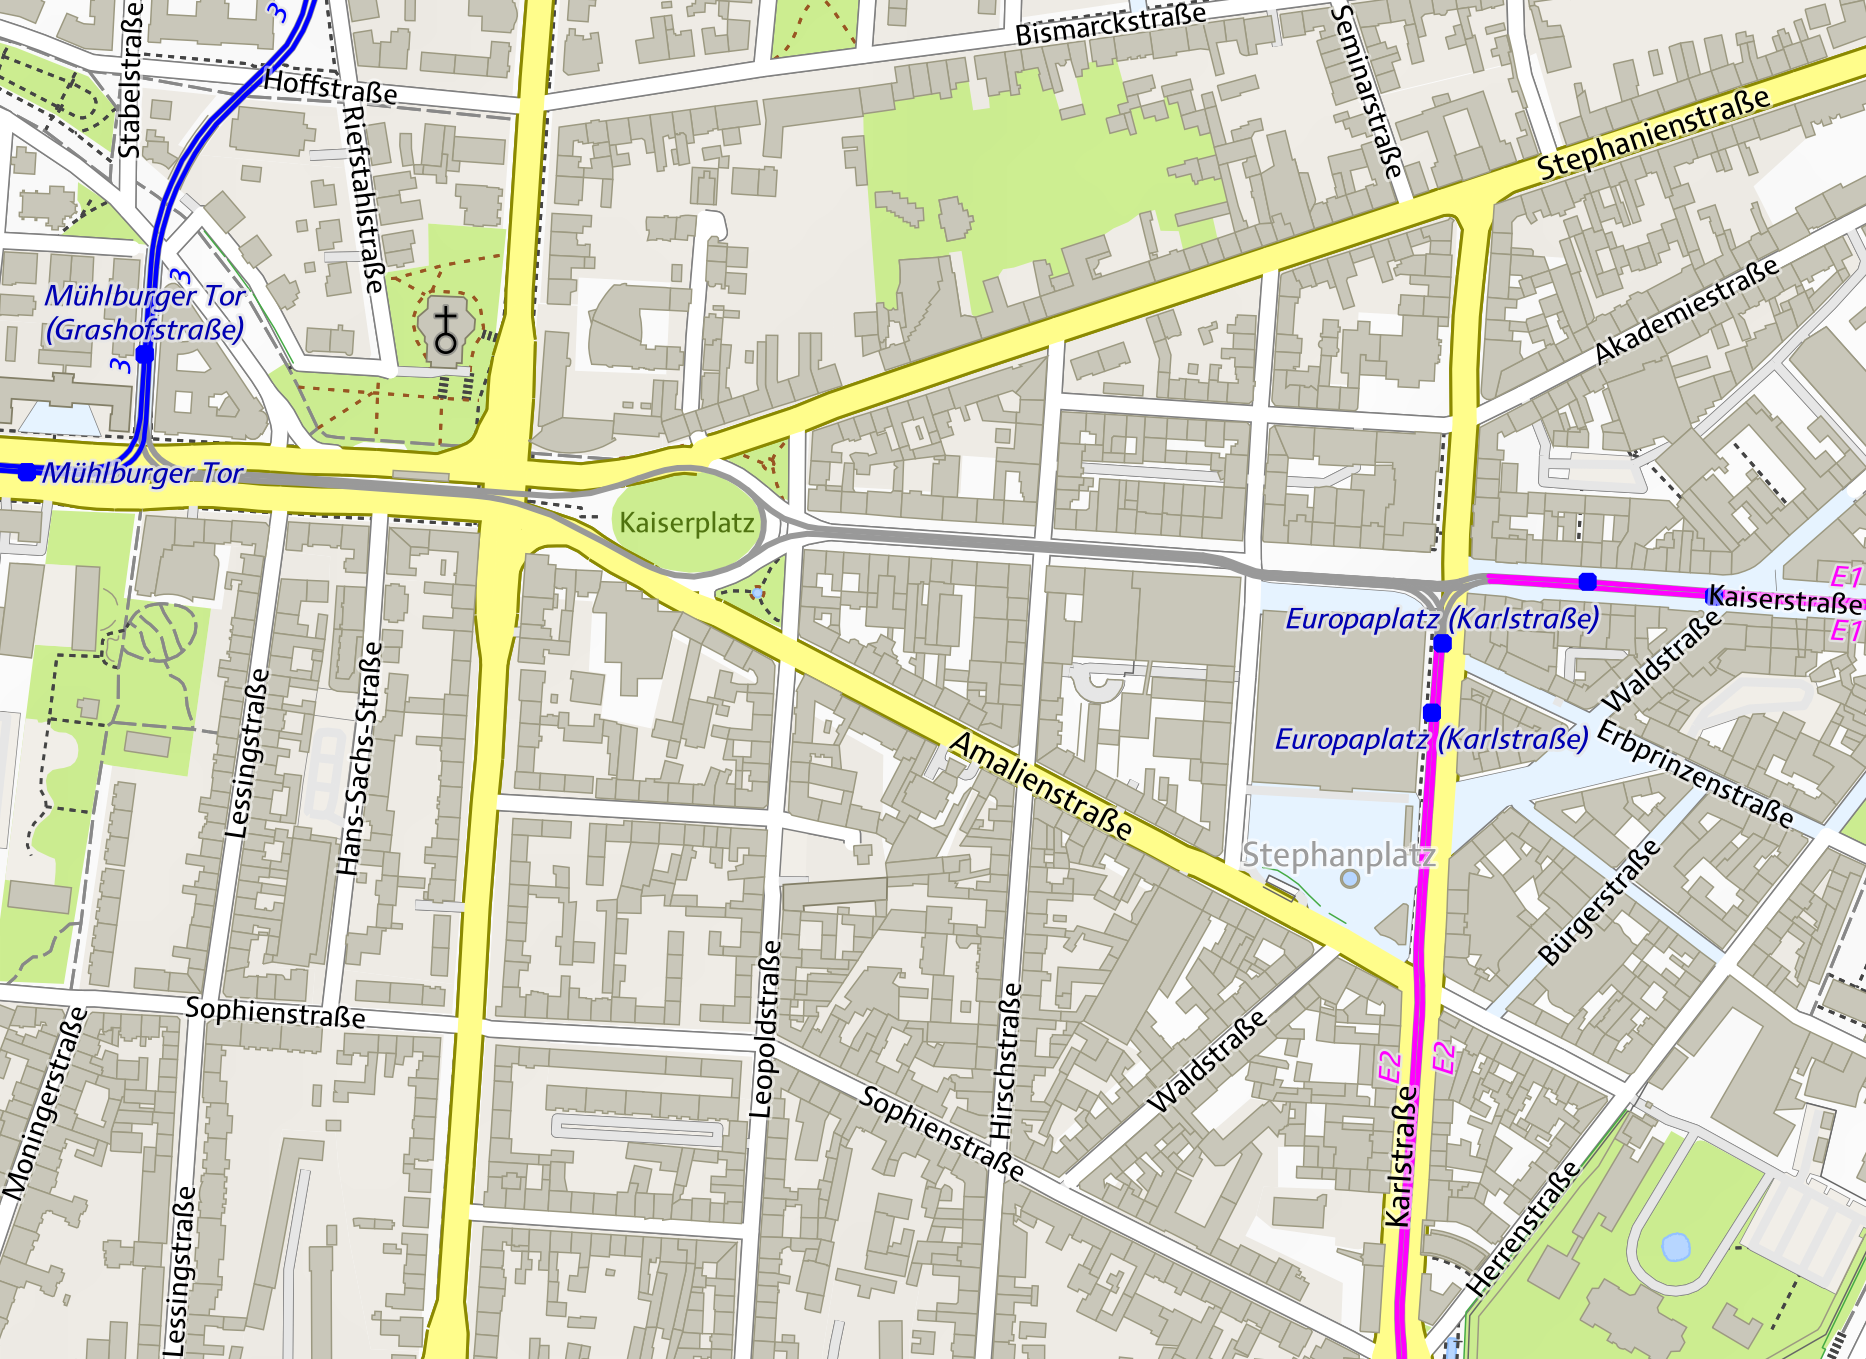 3
Bismarckstraße
Stabelstraße
Seminarstraße
Hoffstraße
Riefstahlstraße
Stephanienstraße
3
Mühlburger Tor
(Grashofstraße)
3
Akademiestraße
Mühlburger Tor
Kaiserplatz
E1
Kaiserstraße
E1
Europaplatz (Karlstraße)
Waldstraße
Europaplatz (Karlstraße)
Erbprinzenstraße
Lessingstraße
Hans-Sachs-Straße
Amalienstraße
Stephanplatz
Bürgerstraße
Sophienstraße
Leopoldstraße
Hirschstraße
Moningerstraße
Waldstraße
E2
E2
Sophienstraße
Karlstraße
Herrenstraße
Lessingstraße